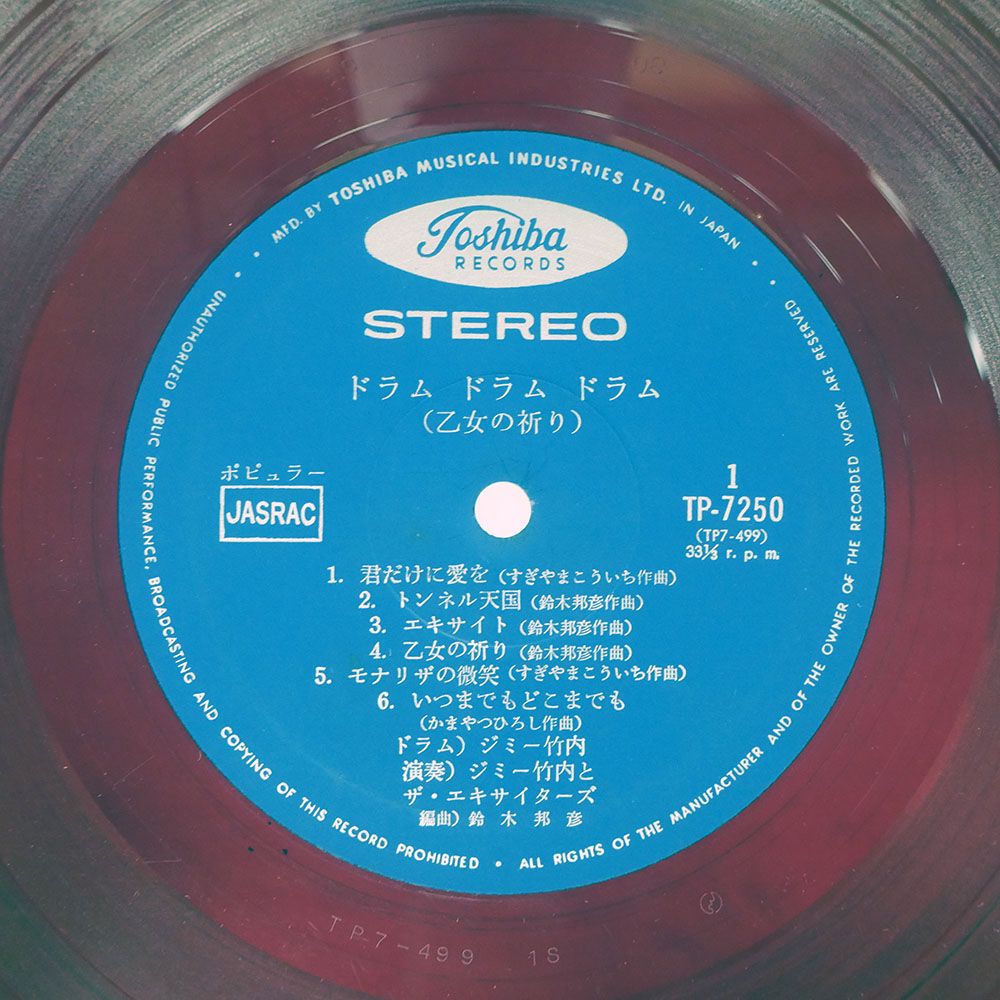 MFD. BY TOSHIBA MUSICAL INDUSTRIES LTD. IN JAPAN
Toshiba
RECORDS
STEREO
ドラム ドラム ドラム
(乙女の祈り)
ポピュラー
JASRAC
1
TP-7250
(TP7-499)
33⅓ r. p. m.
1. 君だけに愛を (すぎやまこういち作曲)
2. トンネル天国 (鈴木邦彦作曲)
3. エキサイト (鈴木邦彦作曲)
4. 乙女の祈り (鈴木邦彦作曲)
5. モナリザの微笑 (すぎやまこういち作曲)
6. いつまでもどこまでも
(かまやつひろし作曲)
ドラム) ジミー竹内
演奏) ジミー竹内と
ザ・エキサイターズ
編曲) 鈴木邦彦
UNAUTHORIZED PUBLIC PERFORMANCE, BROADCASTING AND COPYING OF THIS RECORD PROHIBITED • ALL RIGHTS OF THE MANUFACTURER AND OF THE OWNER OF THE RECORDED WORK ARE RESERVED
TP7-499 1S